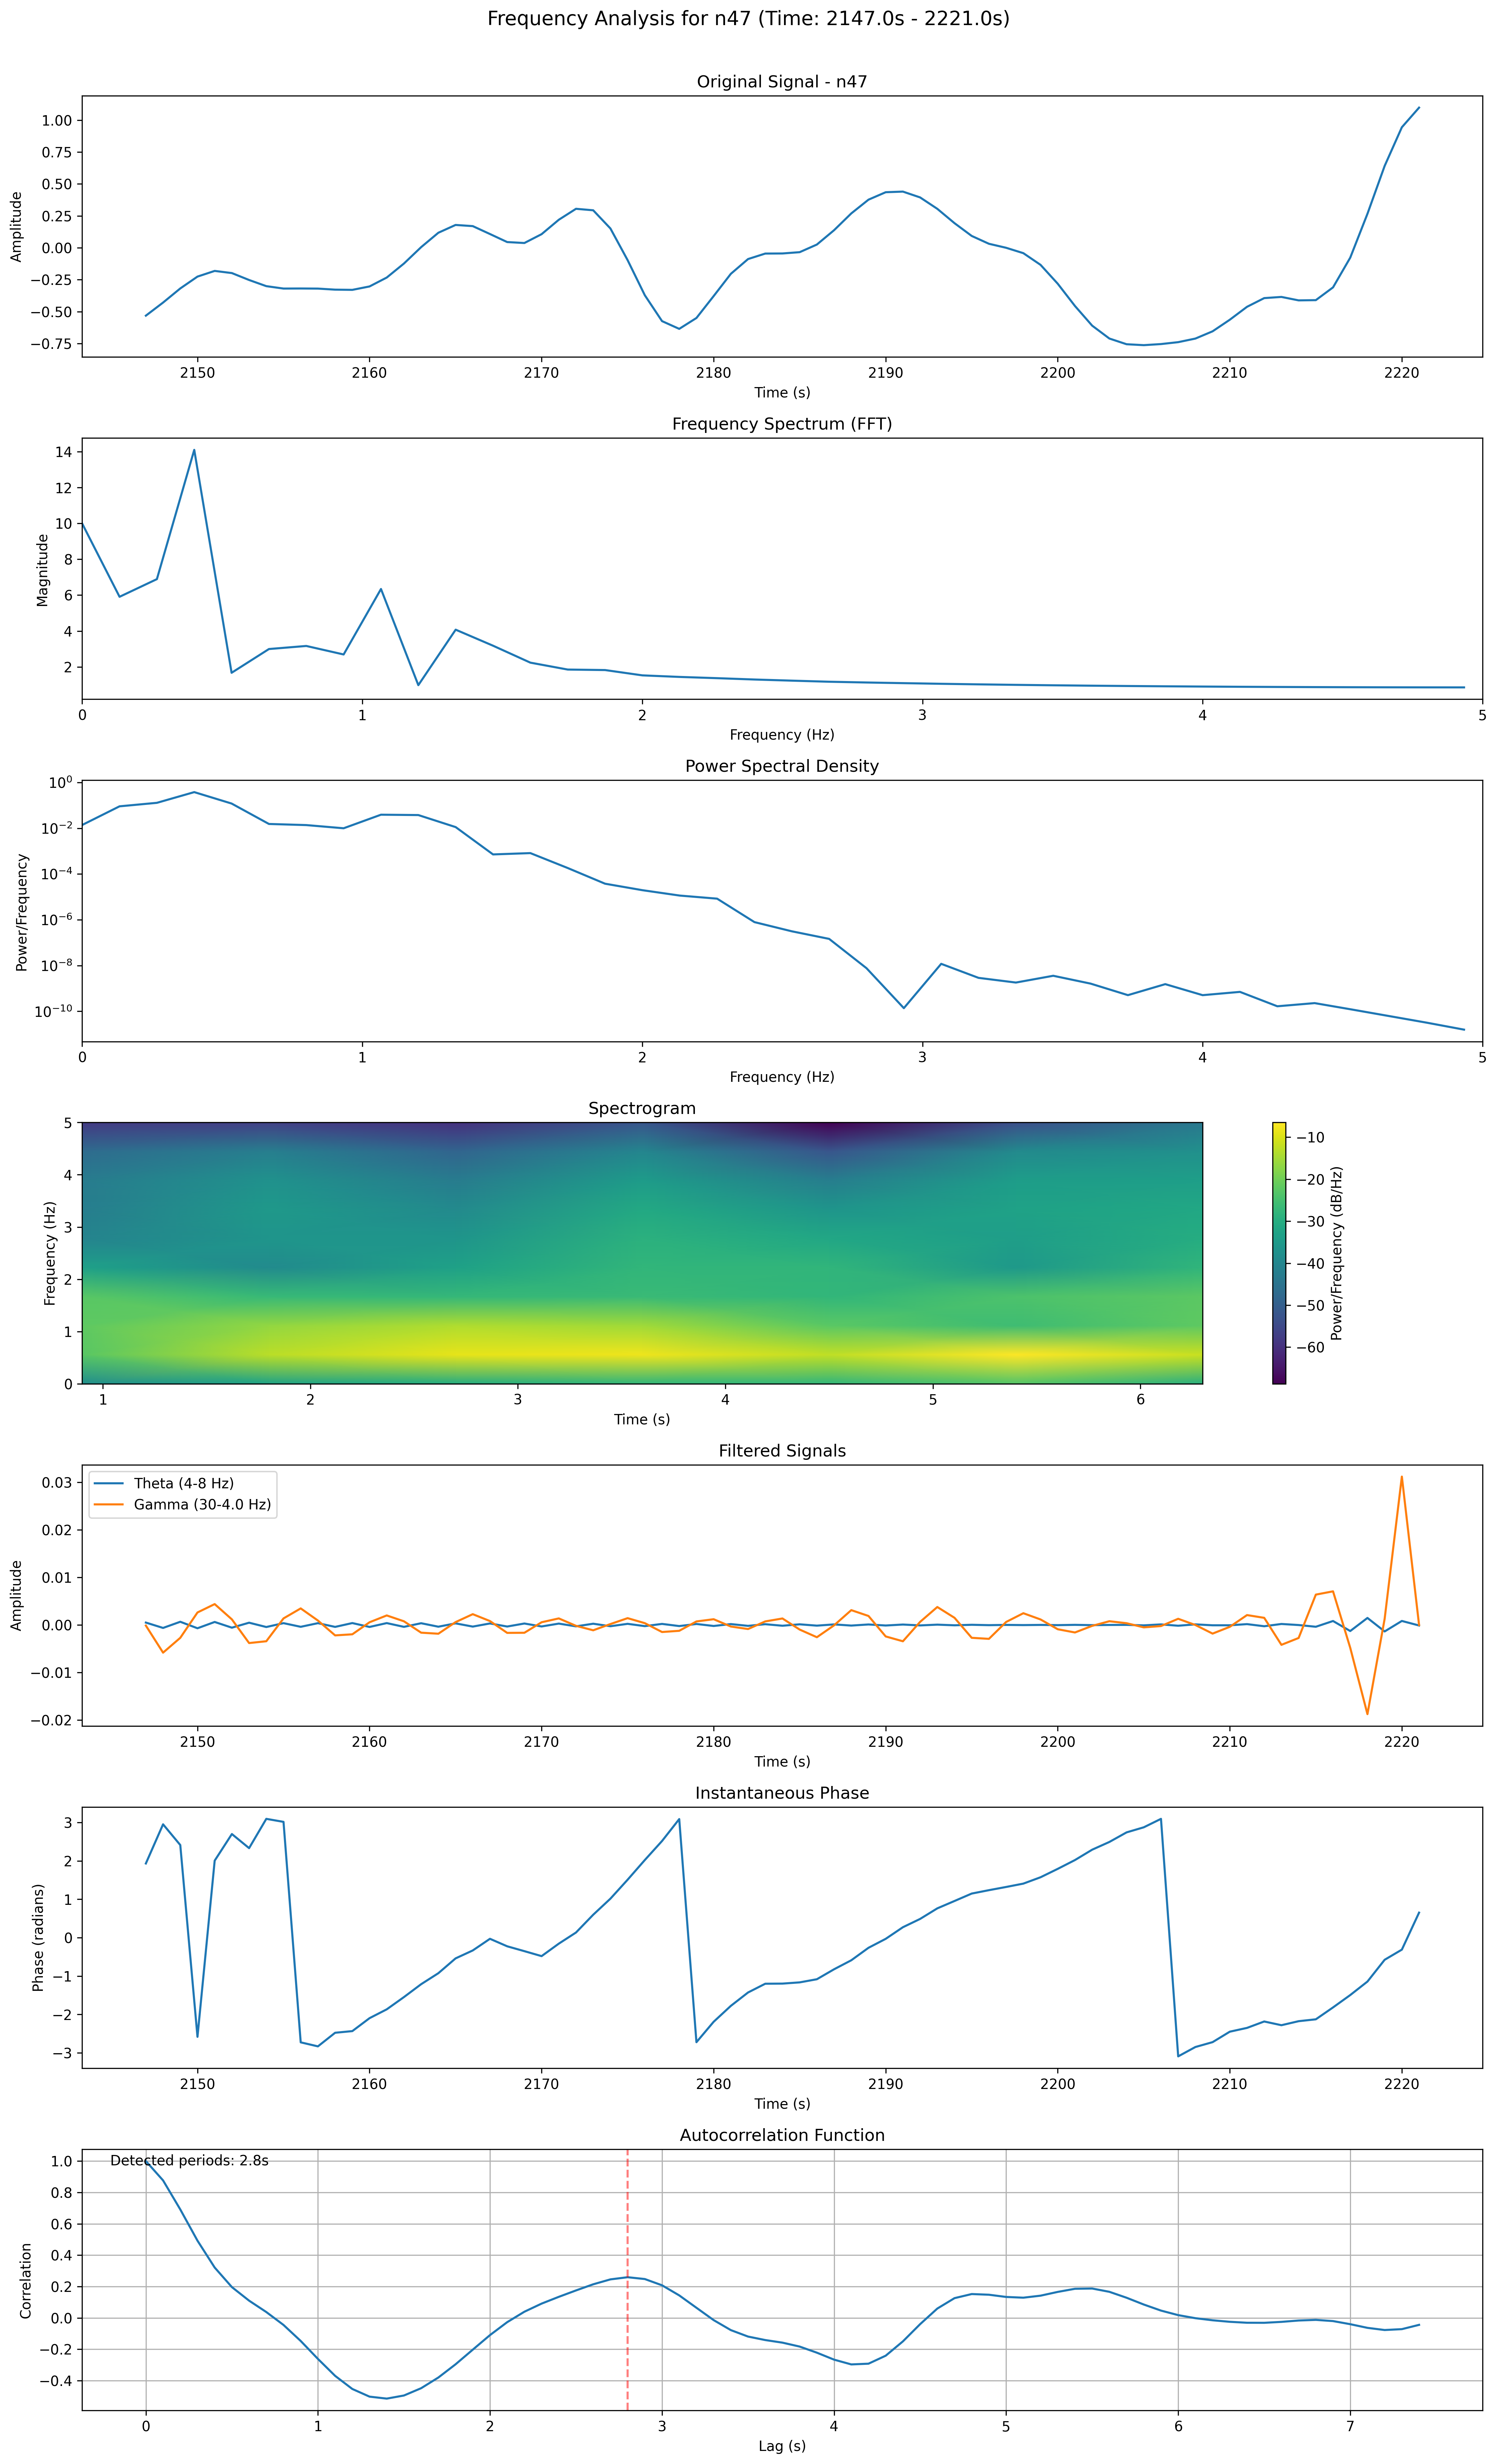 Frequency Analysis for n47 (Time: 2147.0s - 2221.0s)
Original Signal - n47
Amplitude
1.00
0.75
0.50
0.25
0.00
−0.25
−0.50
−0.75
2150 2160 2170 2180 2190 2200 2210 2220
Time (s)
Frequency Spectrum (FFT)
Magnitude
14
12
10
8
6
4
2
0 1 2 3 4 5
Frequency (Hz)
Power Spectral Density
Power/Frequency
10⁰
10⁻²
10⁻⁴
10⁻⁶
10⁻⁸
10⁻¹⁰
0 1 2 3 4 5
Frequency (Hz)
Spectrogram
Frequency (Hz)
5
4
3
2
1
0
1 2 3 4 5 6
Time (s)
−10
−20
−30
−40
−50
−60
Power/Frequency (dB/Hz)
Filtered Signals
Theta (4-8 Hz)
Gamma (30-4.0 Hz)
Amplitude
0.03
0.02
0.01
0.00
−0.01
−0.02
2150 2160 2170 2180 2190 2200 2210 2220
Time (s)
Instantaneous Phase
Phase (radians)
3
2
1
0
−1
−2
−3
2150 2160 2170 2180 2190 2200 2210 2220
Time (s)
Autocorrelation Function
Detected periods: 2.8s
Correlation
1.0
0.8
0.6
0.4
0.2
0.0
−0.2
−0.4
0 1 2 3 4 5 6 7
Lag (s)